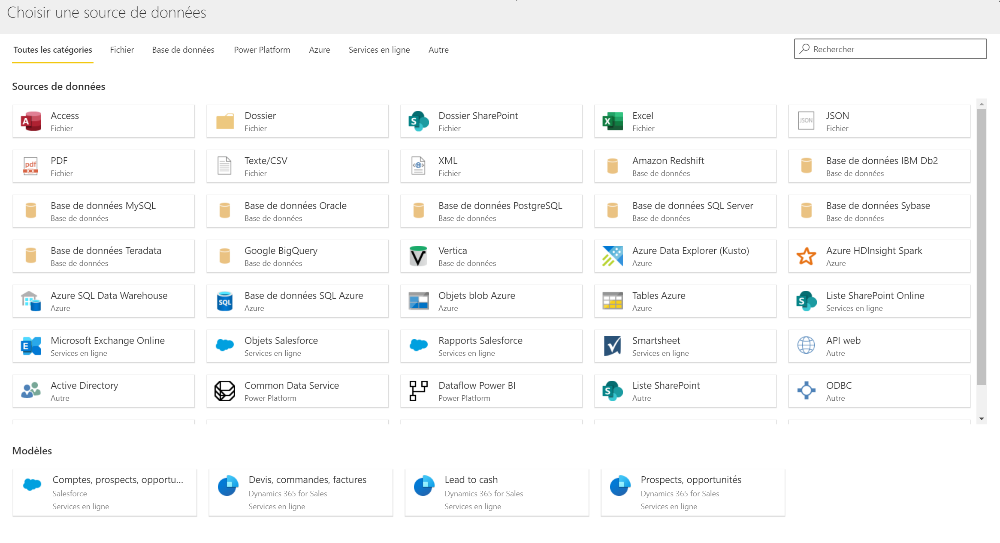 Choisir une source de données
Toutes les catégories
Fichier
Base de données
Power Platform
Azure
Services en ligne
Autre
Rechercher
Sources de données
Access
Fichier
Dossier
Fichier
Dossier SharePoint
Fichier
Excel
Fichier
JSON
JSON
Fichier
pdf
PDF
Fichier
Texte/CSV
Fichier
XML
Fichier
Amazon Redshift
Base de données
Base de données IBM Db2
Base de données
Base de données MySQL
Base de données
Base de données Oracle
Base de données
Base de données PostgreSQL
Base de données
Base de données SQL Server
Base de données
Base de données Sybase
Base de données
Base de données Teradata
Base de données
Google BigQuery
Base de données
Vertica
Base de données
Azure Data Explorer (Kusto)
Azure
Azure HDInsight Spark
Azure
Azure SQL Data Warehouse
Azure
SQL
Base de données SQL Azure
Azure
Objets blob Azure
Azure
Tables Azure
Azure
Liste SharePoint Online
Services en ligne
Microsoft Exchange Online
Services en ligne
Objets Salesforce
Services en ligne
Rapports Salesforce
Services en ligne
Smartsheet
Services en ligne
API web
Autre
Active Directory
Autre
Common Data Service
Power Platform
Dataflow Power BI
Power Platform
Liste SharePoint
Autre
ODBC
Autre
Modèles
Comptes, prospects, opportu...
Salesforce
Services en ligne
Devis, commandes, factures
Dynamics 365 for Sales
Services en ligne
Lead to cash
Dynamics 365 for Sales
Services en ligne
Prospects, opportunités
Dynamics 365 for Sales
Services en ligne